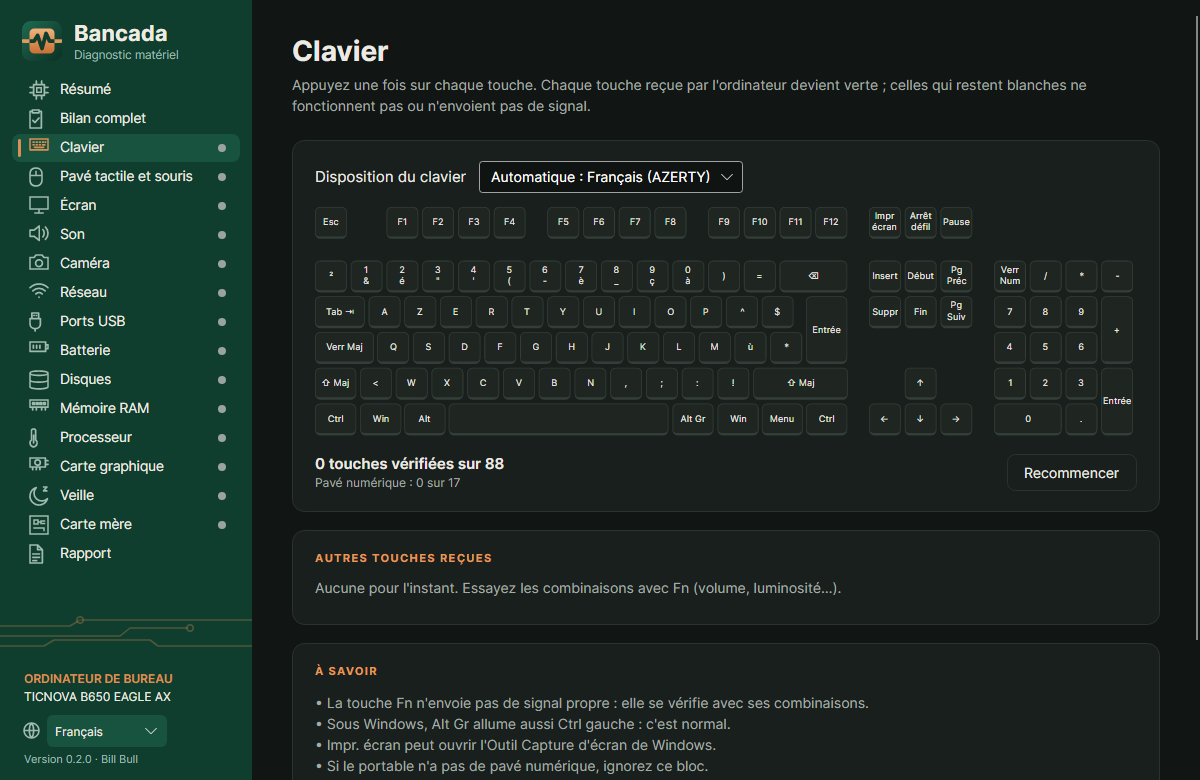 Bancada
Diagnostic matériel
Résumé
Bilan complet
Clavier
Pavé tactile et souris
Écran
Son
Caméra
Réseau
Ports USB
Batterie
Disques
Mémoire RAM
Processeur
Carte graphique
Veille
Carte mère
Rapport
ORDINATEUR DE BUREAU
TICNOVA B650 EAGLE AX
Français
Version 0.2.0 · Bill Bull
Clavier
Appuyez une fois sur chaque touche. Chaque touche reçue par l'ordinateur devient verte ; celles qui restent blanches ne
fonctionnent pas ou n'envoient pas de signal.
Disposition du clavier Automatique : Français (AZERTY)
Esc F1 F2 F3 F4 F5 F6 F7 F8 F9 F10 F11 F12 Impr écran Arrêt défil Pause
² 1 & 2 é 3 " 4 ' 5 ( 6 - 7 è 8 _ 9 ç 0 à ) = ⌫ Insert Début Pg Préc Verr Num / * -
Tab ⇥ A Z E R T Y U I O P ^ $ Entrée Suppr Fin Pg Suiv 7 8 9 +
Verr Maj Q S D F G H J K L M ù * 4 5 6
⇧ Maj < W X C V B N , ; : ! ⇧ Maj ↑ 1 2 3 Entrée
Ctrl Win Alt Alt Gr Win Menu Ctrl ← ↓ → 0 .
0 touches vérifiées sur 88
Pavé numérique : 0 sur 17
Recommencer
AUTRES TOUCHES REÇUES
Aucune pour l'instant. Essayez les combinaisons avec Fn (volume, luminosité...).
À SAVOIR
• La touche Fn n'envoie pas de signal propre : elle se vérifie avec ses combinaisons.
• Sous Windows, Alt Gr allume aussi Ctrl gauche : c'est normal.
• Impr. écran peut ouvrir l'Outil Capture d'écran de Windows.
• Si le portable n'a pas de pavé numérique, ignorez ce bloc.